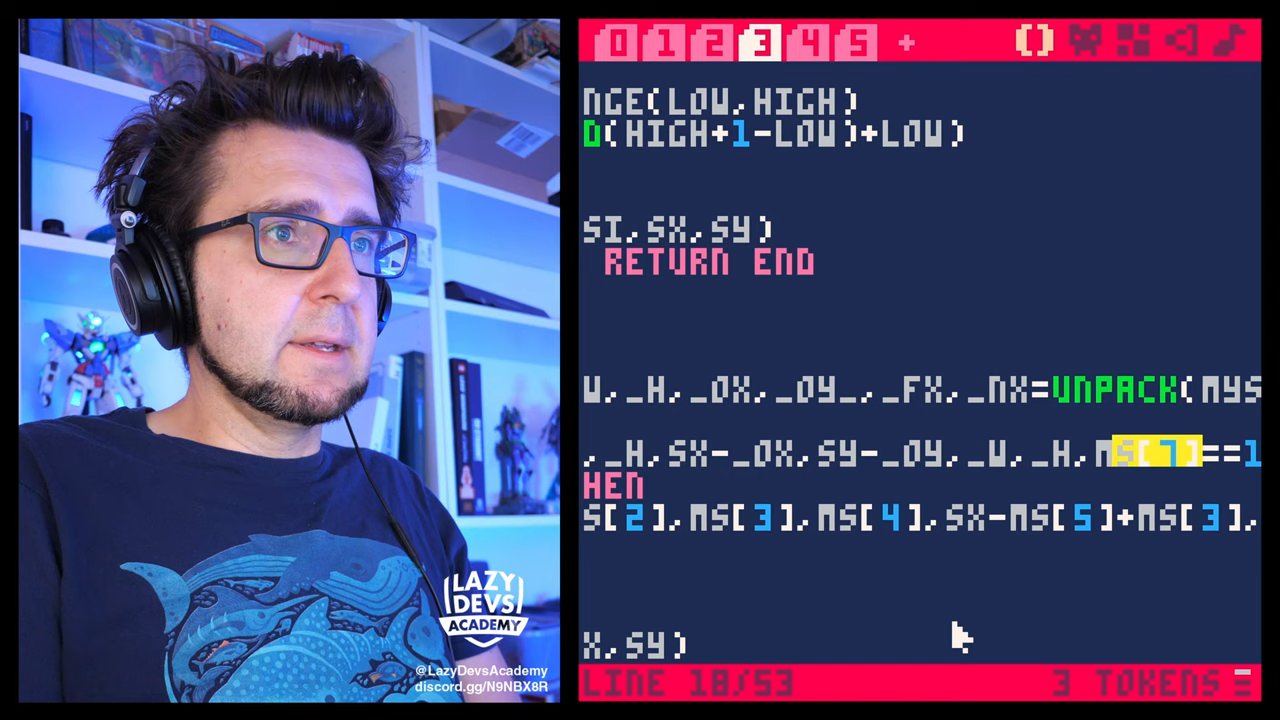 0 1 2 3 4 5 +
NGE(LOW,HIGH)
D(HIGH+1-LOW)+LOW)
SI,SX,SY)
RETURN END
W,_H,_OX,_OY_,_FX,_NX=UNPACK(MYS
,_H,SX-_OX,SY-_OY,_W,_H,MS[7]==1
HEN
S[2],MS[3],MS[4],SX-MS[5]+MS[3],
X,SY)
LINE 18/53 3 TOKENS
LAZY
DEVS
ACADEMY
@LazyDevsAcademy
discord.gg/N9NBX8R